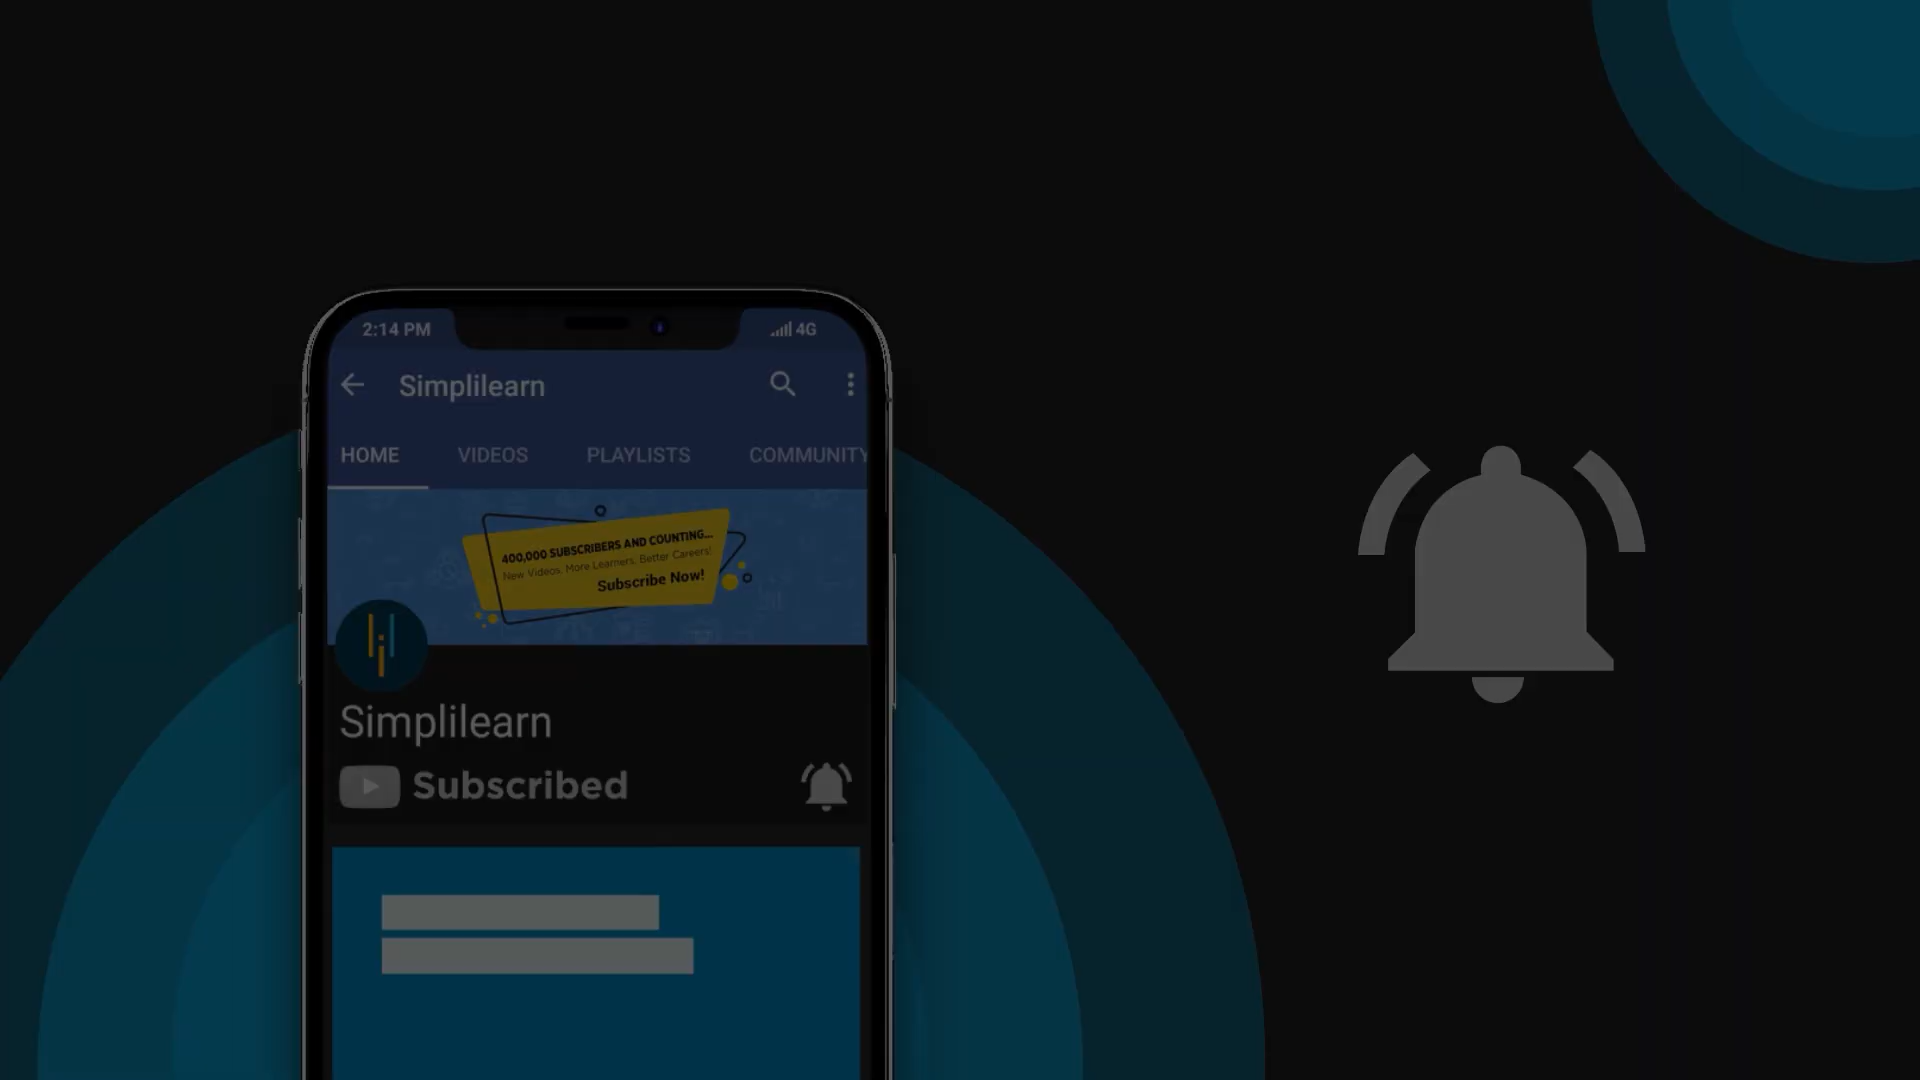 2:14 PM
4G
Simplilearn
HOME VIDEOS PLAYLISTS COMMUNITY
400,000 SUBSCRIBERS AND COUNTING...
New Videos. More Learners. Better Careers!
Subscribe Now!
Simplilearn
Subscribed